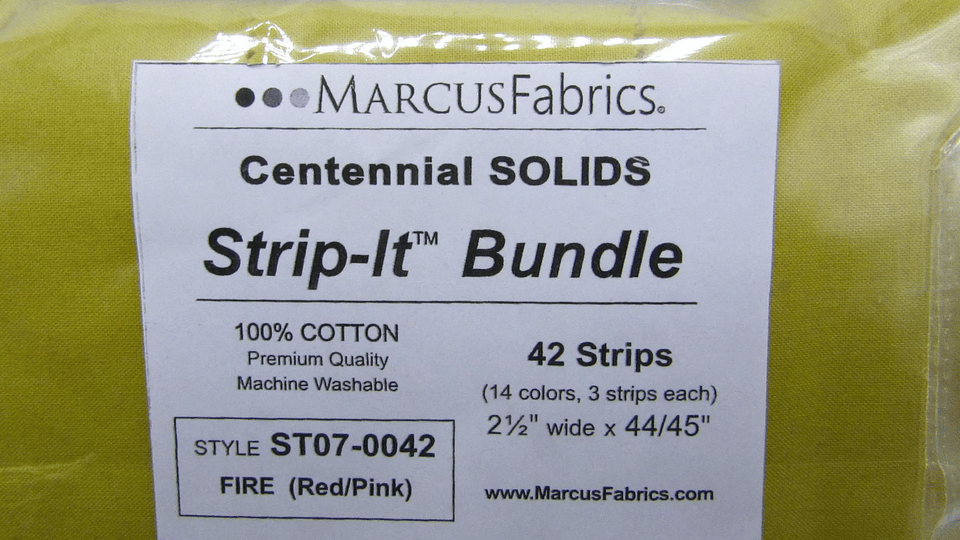 MARCUSFabrics®
Centennial SOLIDS
Strip-It™ Bundle
100% COTTON
Premium Quality
Machine Washable
STYLE ST07-0042
FIRE (Red/Pink)
42 Strips
(14 colors, 3 strips each)
2½" wide x 44/45"
www.MarcusFabrics.com